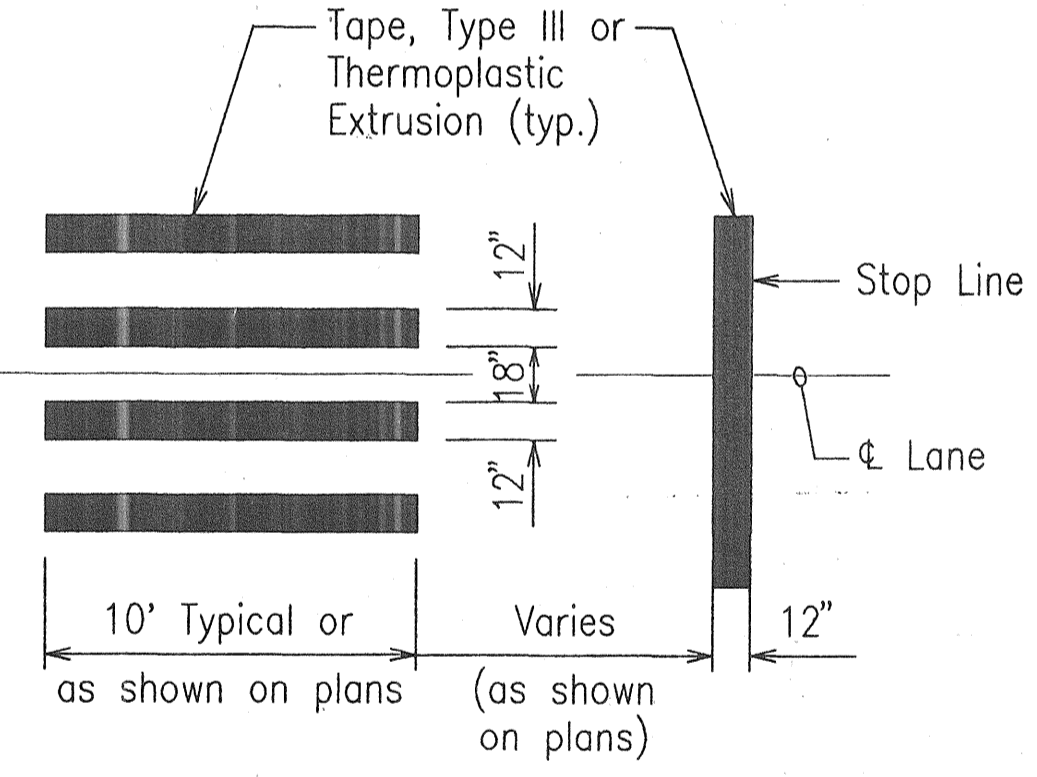 Tape, Type III or
Thermoplastic
Extrusion (typ.)
12"
Stop Line
18"
℄ Lane
12"
10' Typical or
as shown on plans
Varies
(as shown
on plans)
12"